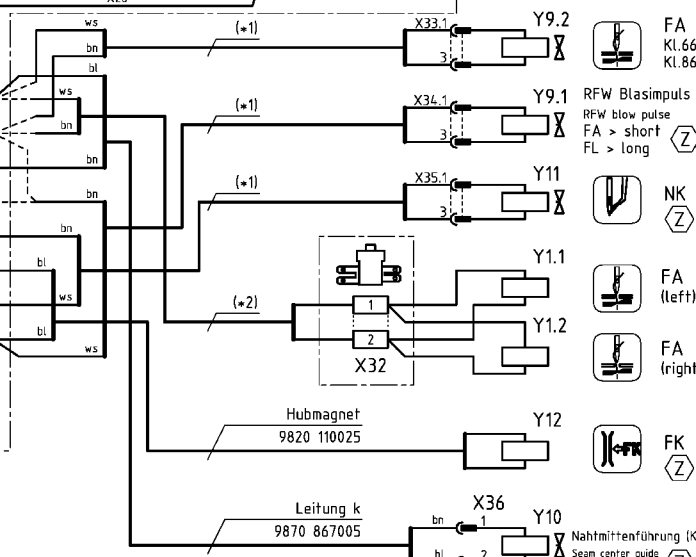 X33.1
Y9.2
FA
ws
(*1)
Kl.66
Kl.86
bn
3
bl
ws
(*1)
X34.1
Y9.1
RFW Blasimpuls
RFW blow pulse
FA > short
Z
FL > long
bn
3
bn
bn
(*1)
X35.1
Y11
NK
Z
3
bn
bl
ws
bl
ws
(*2)
1
2
X32
Y1.1
FA
(left)
Y1.2
FA
(right
Hubmagnet
9820 110025
Y12
FK
FK
Z
Leitung k
9870 867005
X36
bn
1
Y10
Nahtmittenführung (K
bl
2
Seam center guide